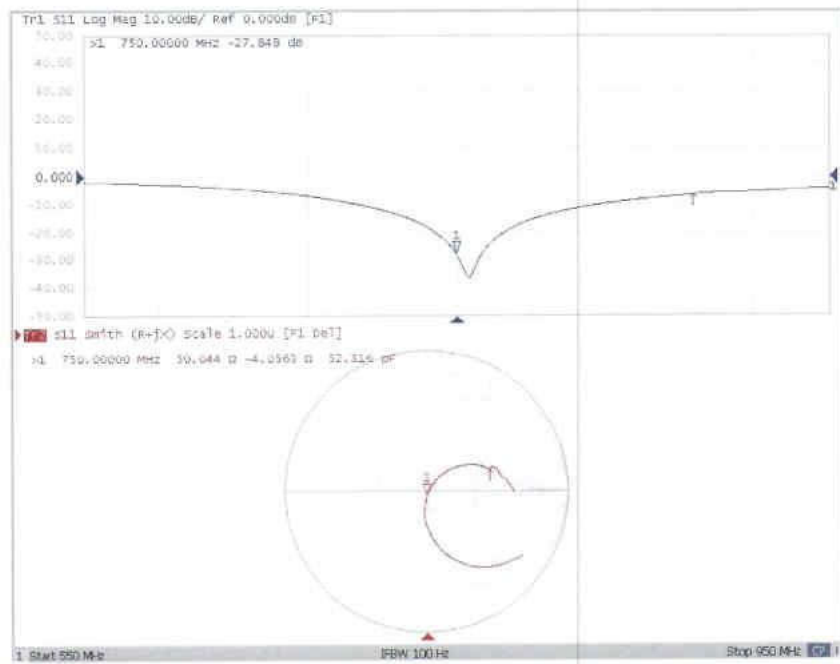 Tr1 S11 Log Mag 10.00dB/ Ref 0.000dB [F1]
50.00
>1 750.00000 MHz -27.848 dB
40.00
30.00
20.00
10.00
0.000
-10.00
-20.00
-30.00
-40.00
-50.00
1
Tr2 S11 Smith (R+jX) Scale 1.000U [F1 Del]
>1 750.00000 MHz 50.044 Ω -4.0563 Ω 52.316 pF
1
1 Start 550 MHz
IFBW 100 Hz
Stop 950 MHz